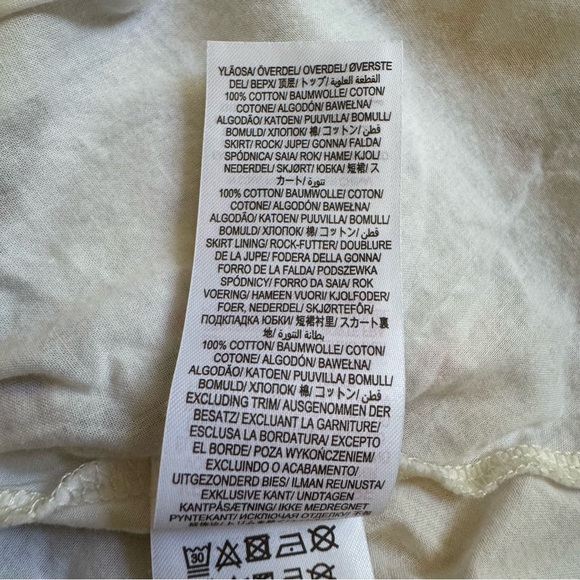 YLÄOSA/ ÖVERDEL/ OVERDEL/ ØVERSTE
DEL/ ВЕРХ/ 顶层/ トップ/ القطعة العلوية
100% COTTON/ BAUMWOLLE/ COTON/
COTONE/ ALGODÓN/ BAWEŁNA/
ALGODÃO/ KATOEN/ PUUVILLA/ BOMULL/
BOMULD/ ХЛОПОК/ 棉/ コットン/ قطن
SKIRT/ ROCK/ JUPE/ GONNA/ FALDA/
SPÓDNICA/ SAIA/ ROK/ HAME/ KJOL/
NEDERDEL/ SKJØRT/ ЮБКА/ 短裙/ ス
カート/ تنورة
100% COTTON/ BAUMWOLLE/ COTON/
COTONE/ ALGODÓN/ BAWEŁNA/
ALGODÃO/ KATOEN/ PUUVILLA/ BOMULL/
BOMULD/ ХЛОПОК/ 棉/ コットン/ قطن
SKIRT LINING/ ROCK-FUTTER/ DOUBLURE
DE LA JUPE/ FODERA DELLA GONNA/
FORRO DE LA FALDA/ PODSZEWKA
SPÓDNICY/ FORRO DA SAIA/ ROK
VOERING/ HAMEEN VUORI/ KJOLFODER/
FOER, NEDERDEL/ SKJØRTEFÔR/
ПОДКЛАДКА ЮБКИ/ 短裙衬里/ スカート裏
地/ بطانة التنورة
100% COTTON/ BAUMWOLLE/ COTON/
COTONE/ ALGODÓN/ BAWEŁNA/
ALGODÃO/ KATOEN/ PUUVILLA/ BOMULL/
BOMULD/ ХЛОПОК/ 棉/ コットン/ قطن
EXCLUDING TRIM/ AUSGENOMMEN DER
BESATZ/ EXCLUANT LA GARNITURE/
ESCLUSA LA BORDATURA/ EXCEPTO
EL BORDE/ POZA WYKOŃCZENIEM/
EXCLUINDO O ACABAMENTO/
UITGEZONDERD BIES/ ILMAN REUNUSTA/
EXKLUSIVE KANT/ UNDTAGEN
KANTPÅSÆTNING/ IKKE MEDREGNET
PYNTEKANT/ ИСКЛЮЧАЯ ОТДЕЛКУ/
30